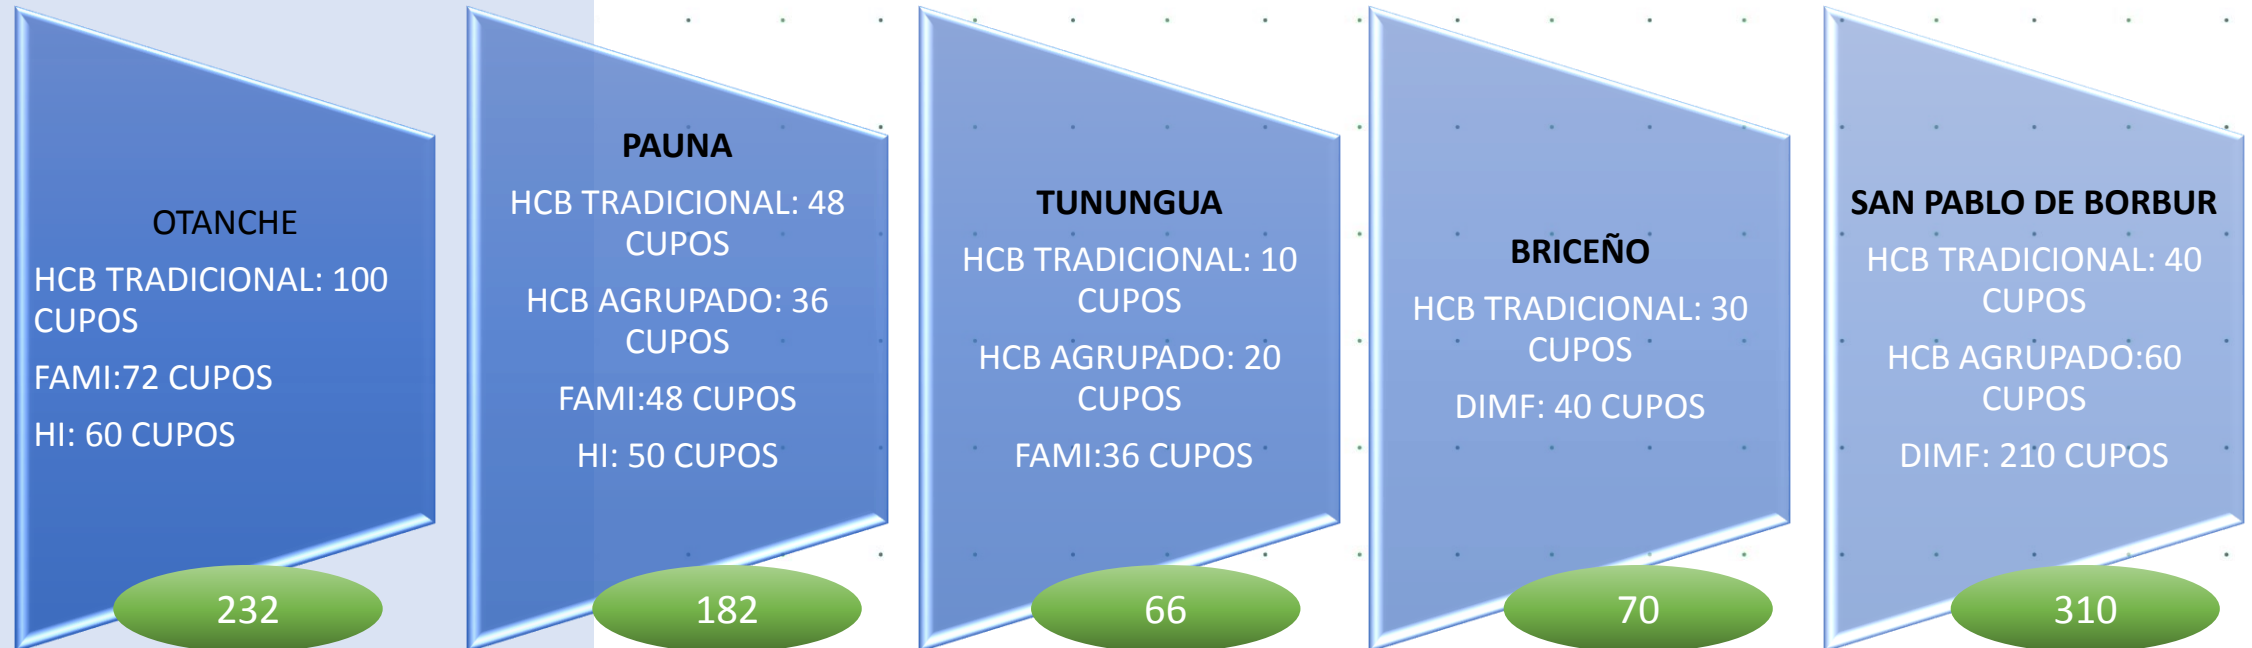 OTANCHE
HCB TRADICIONAL: 100
CUPOS
FAMI:72 CUPOS
HI: 60 CUPOS
232
PAUNA
HCB TRADICIONAL: 48
CUPOS
HCB AGRUPADO: 36
CUPOS
FAMI:48 CUPOS
HI: 50 CUPOS
182
TUNUNGUA
HCB TRADICIONAL: 10
CUPOS
HCB AGRUPADO: 20
CUPOS
FAMI:36 CUPOS
66
BRICEÑO
HCB TRADICIONAL: 30
CUPOS
DIMF: 40 CUPOS
70
SAN PABLO DE BORBUR
HCB TRADICIONAL: 40
CUPOS
HCB AGRUPADO:60
CUPOS
DIMF: 210 CUPOS
310